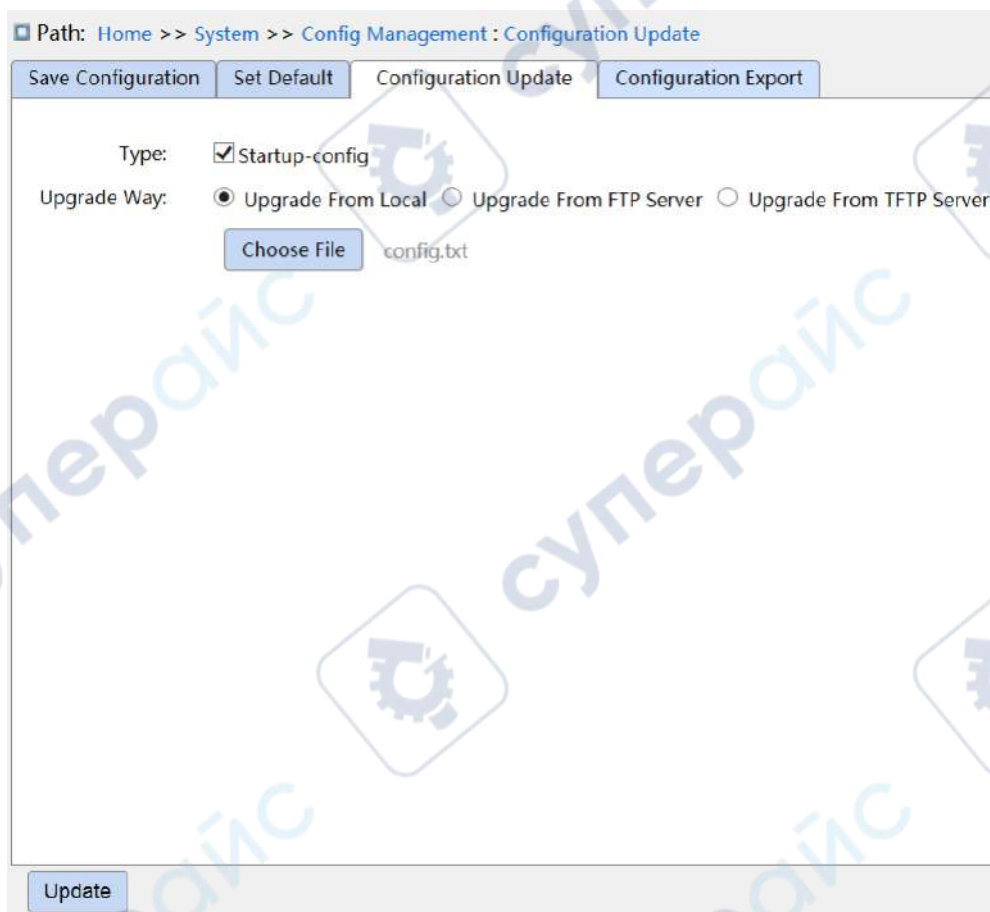 Path: Home >> System >> Config Management : Configuration Update
Save Configuration Set Default Configuration Update Configuration Export
Type: Startup-config
Upgrade Way: Upgrade From Local Upgrade From FTP Server Upgrade From TFTP Server
Choose File config.txt
суперайс
Update